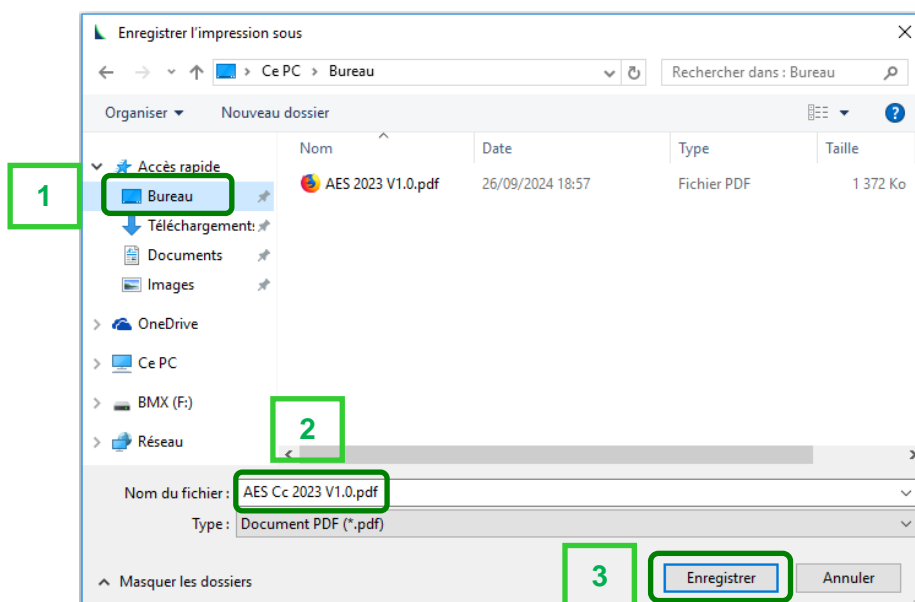 Enregistrer l'impression sous
Ce PC > Bureau
Rechercher dans : Bureau
Organiser
Nouveau dossier
Nom
Date
Type
Taille
Accès rapide
1
Bureau
AES 2023 V1.0.pdf
26/09/2024 18:57
Fichier PDF
1 372 Ko
Téléchargement
Documents
Images
OneDrive
Ce PC
BMX (F:)
2
Réseau
Nom du fichier :
AES Cc 2023 V1.0.pdf
Type :
Document PDF (*.pdf)
3
Masquer les dossiers
Enregistrer
Annuler